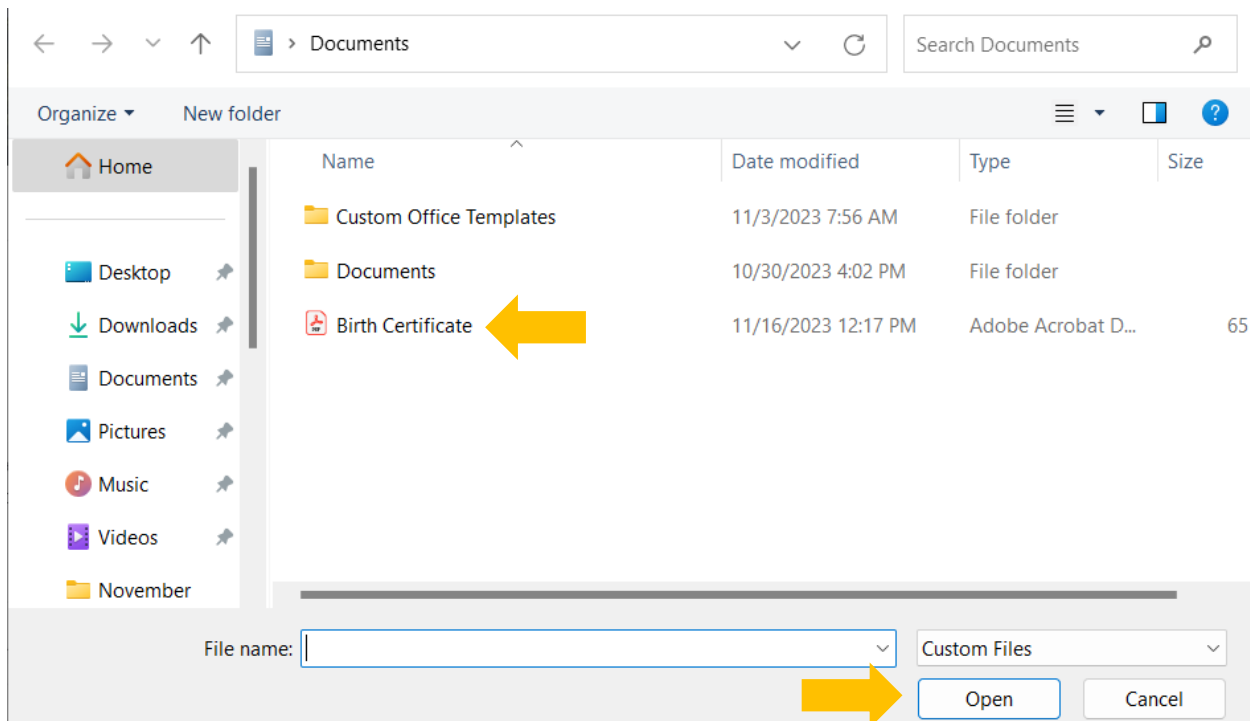 Documents
Search Documents
Organize
New folder
Home
Name
Date modified
Type
Size
Custom Office Templates
11/3/2023 7:56 AM
File folder
Desktop
Documents
10/30/2023 4:02 PM
File folder
Downloads
Birth Certificate
11/16/2023 12:17 PM
Adobe Acrobat D...
65
Documents
Pictures
Music
Videos
November
File name:
Custom Files
Open
Cancel